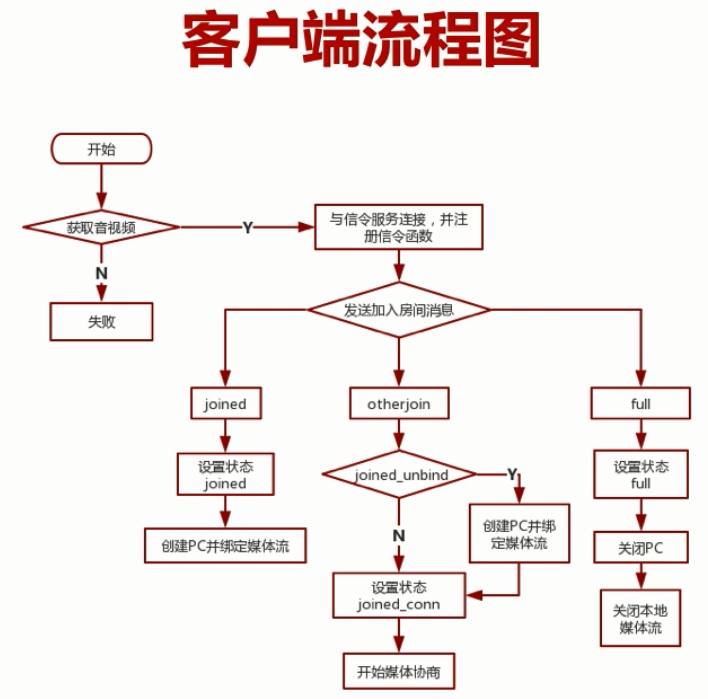 客户端流程图
开始
获取音视频
Y
与信令服务连接，并注
册信令函数
N
失败
发送加入房间消息
joined
otherjoin
full
设置状态
joined
joined_unbind
Y
设置状态
full
创建PC并绑定媒体流
N
创建PC并绑
定媒体流
关闭PC
设置状态
joined_conn
关闭本地
媒体流
开始媒体协商